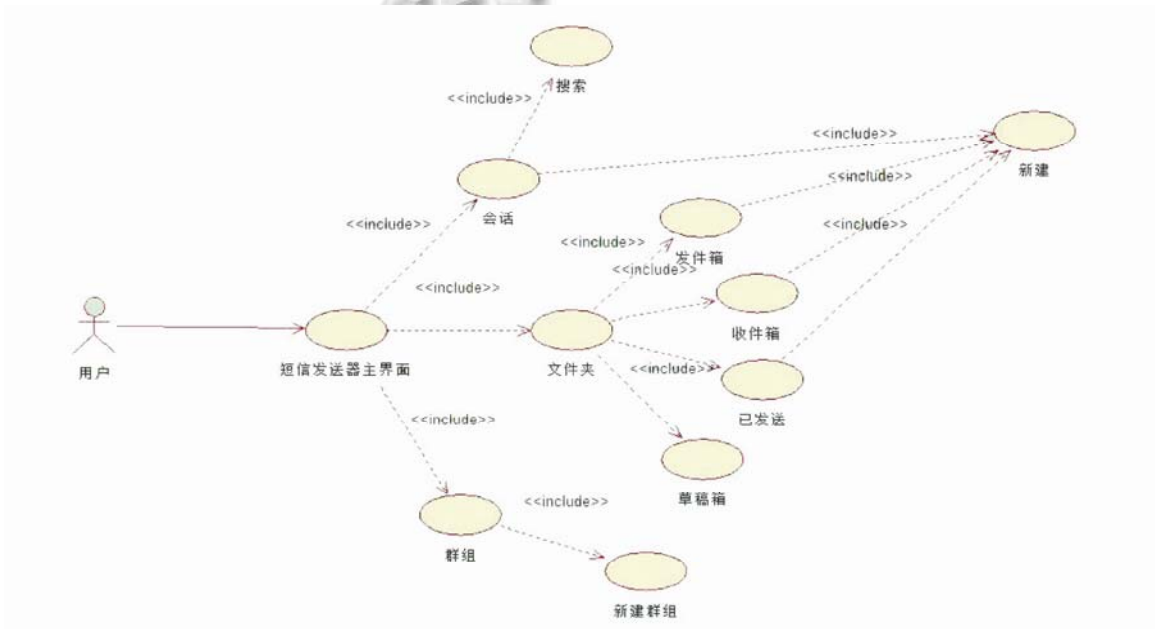 搜索
<<include>>
<<include>>
新建
<<include>>
<<include>>
会话
<<include>>
<<include>>
发件箱
<<include>>
<<include>>
收件箱
用户
短信发送器主界面
文件夹
<<include>>
已发送
<<include>>
草稿箱
<<include>>
群组
新建群组